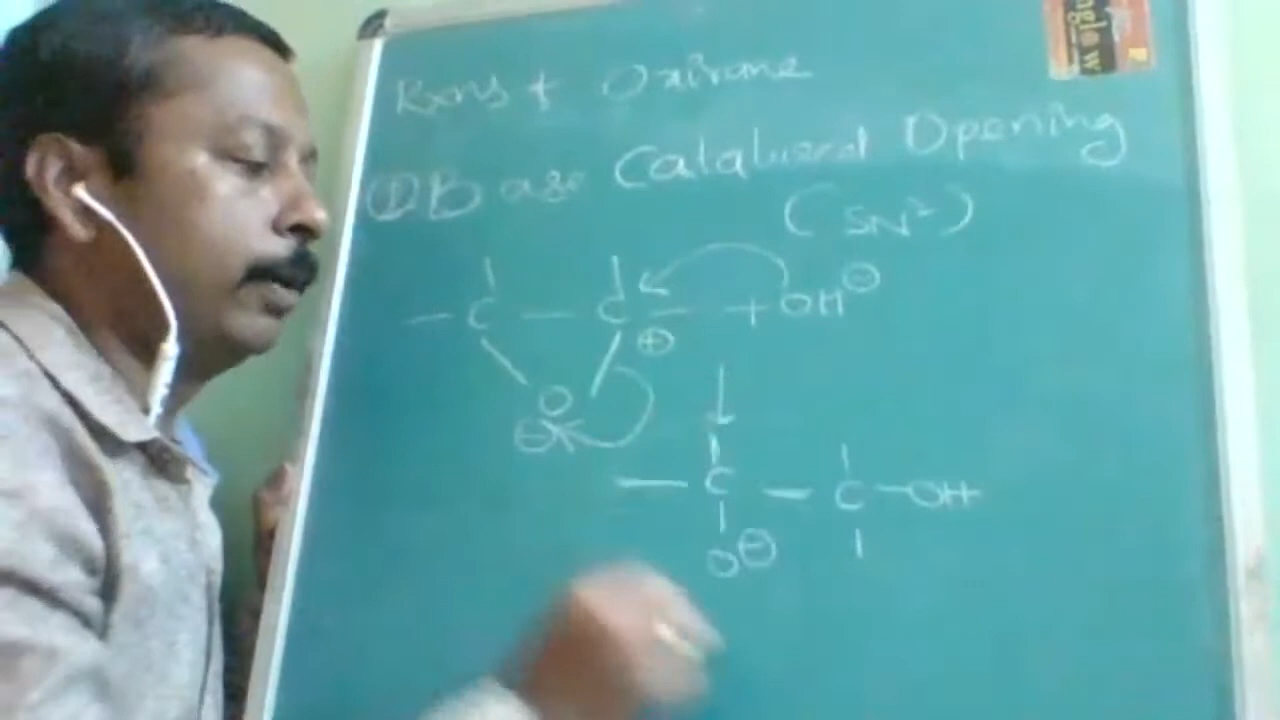 Rxns of Oxirane
① Base Catalysed Opening
(SN²)
— C — C — + OH⊖
⊕
O
⊖
— C — C — OH
O⊖